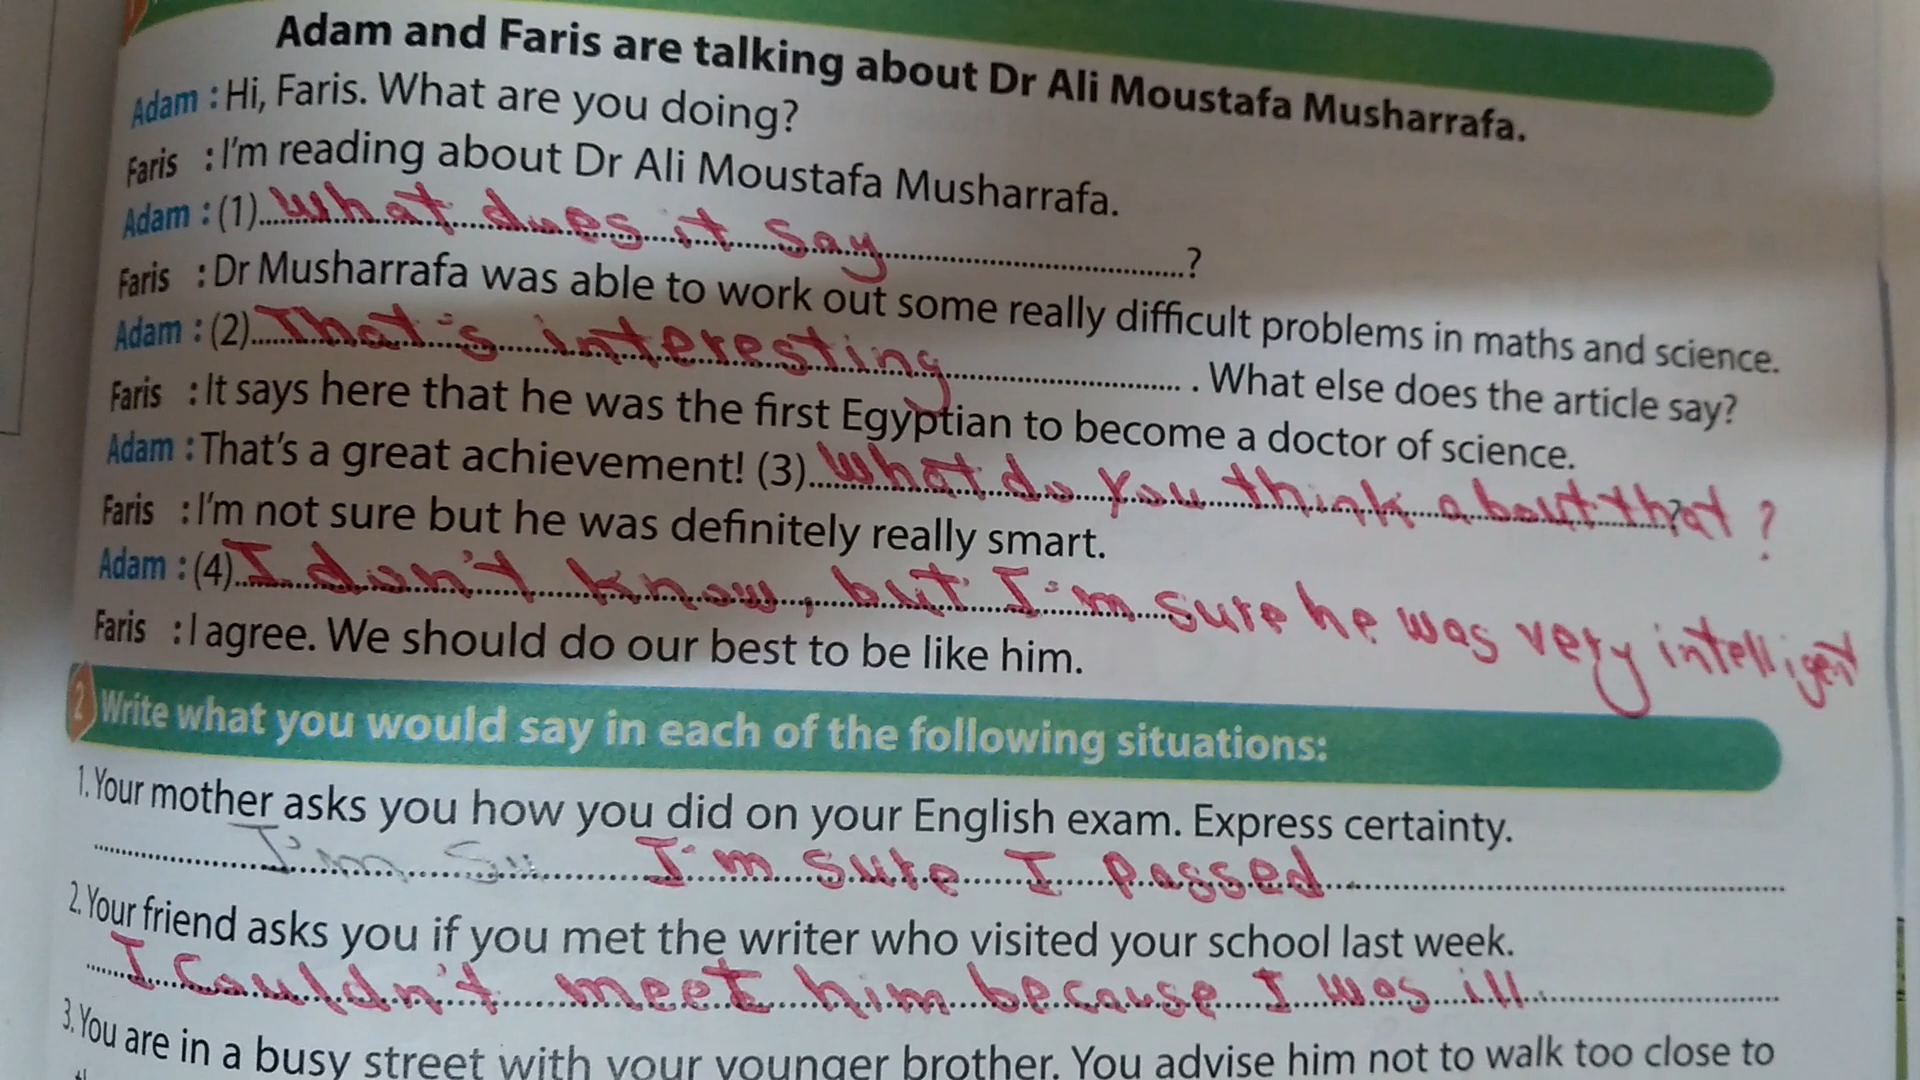 Adam and Faris are talking about Dr Ali Moustafa Musharrafa.
Adam : Hi, Faris. What are you doing?
Faris : I'm reading about Dr Ali Moustafa Musharrafa.
Adam : (1) What does it say ?
Faris : Dr Musharrafa was able to work out some really difficult problems in maths and science.
Adam : (2) That's interesting . What else does the article say?
Faris : It says here that he was the first Egyptian to become a doctor of science.
Adam : That's a great achievement! (3) What do you think about that ?
Faris : I'm not sure but he was definitely really smart.
Adam : (4) I don't know, but I'm sure he was very intelligent
Faris : I agree. We should do our best to be like him.
2 Write what you would say in each of the following situations:
1. Your mother asks you how you did on your English exam. Express certainty.
I'm su I'm sure I passed
2. Your friend asks you if you met the writer who visited your school last week.
I couldn't meet him because I was ill.
3. You are in a busy street with your younger brother. You advise him not to walk too close to